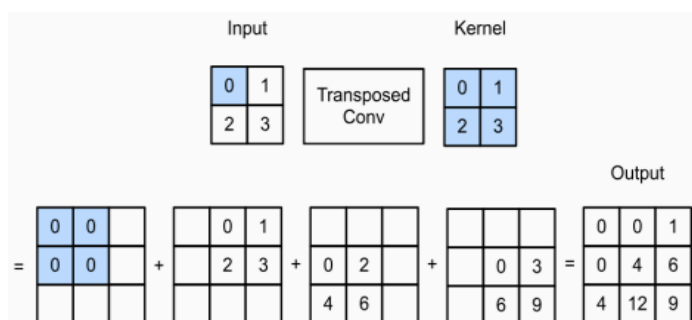 Input Kernel
0 1 Transposed Conv 0 1
2 3 2 3
Output
0 0 0 1 0 0 1
= 0 0 + 2 3 + 0 2 + 0 3 = 0 4 6
4 6 6 9 4 12 9